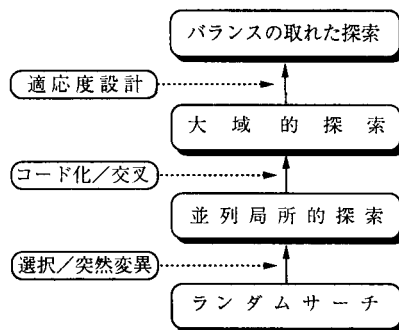 バランスの取れた探索
適応度設計
大域的探索
コード化／交叉
並列局所的探索
選択／突然変異
ランダムサーチ